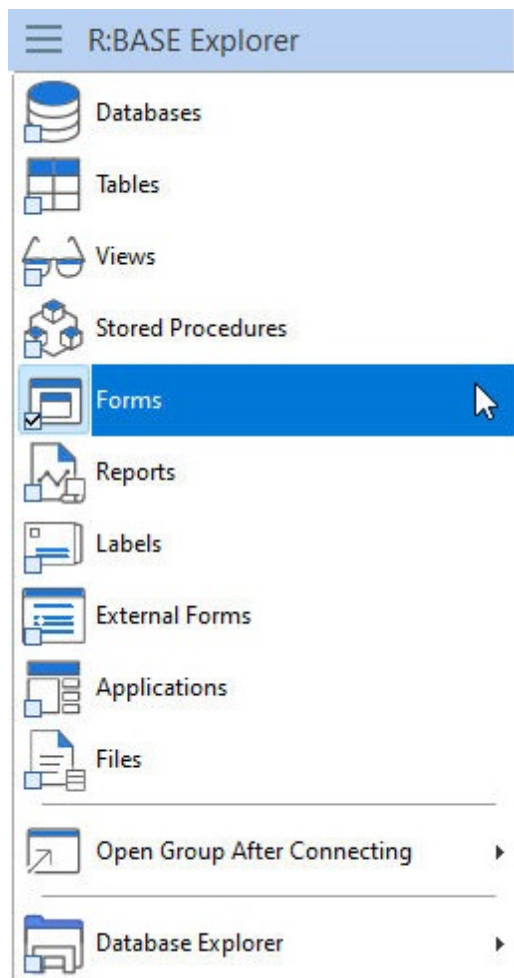 R:BASE Explorer
Databases
Tables
Views
Stored Procedures
Forms
Reports
Labels
External Forms
Applications
Files
Open Group After Connecting
Database Explorer